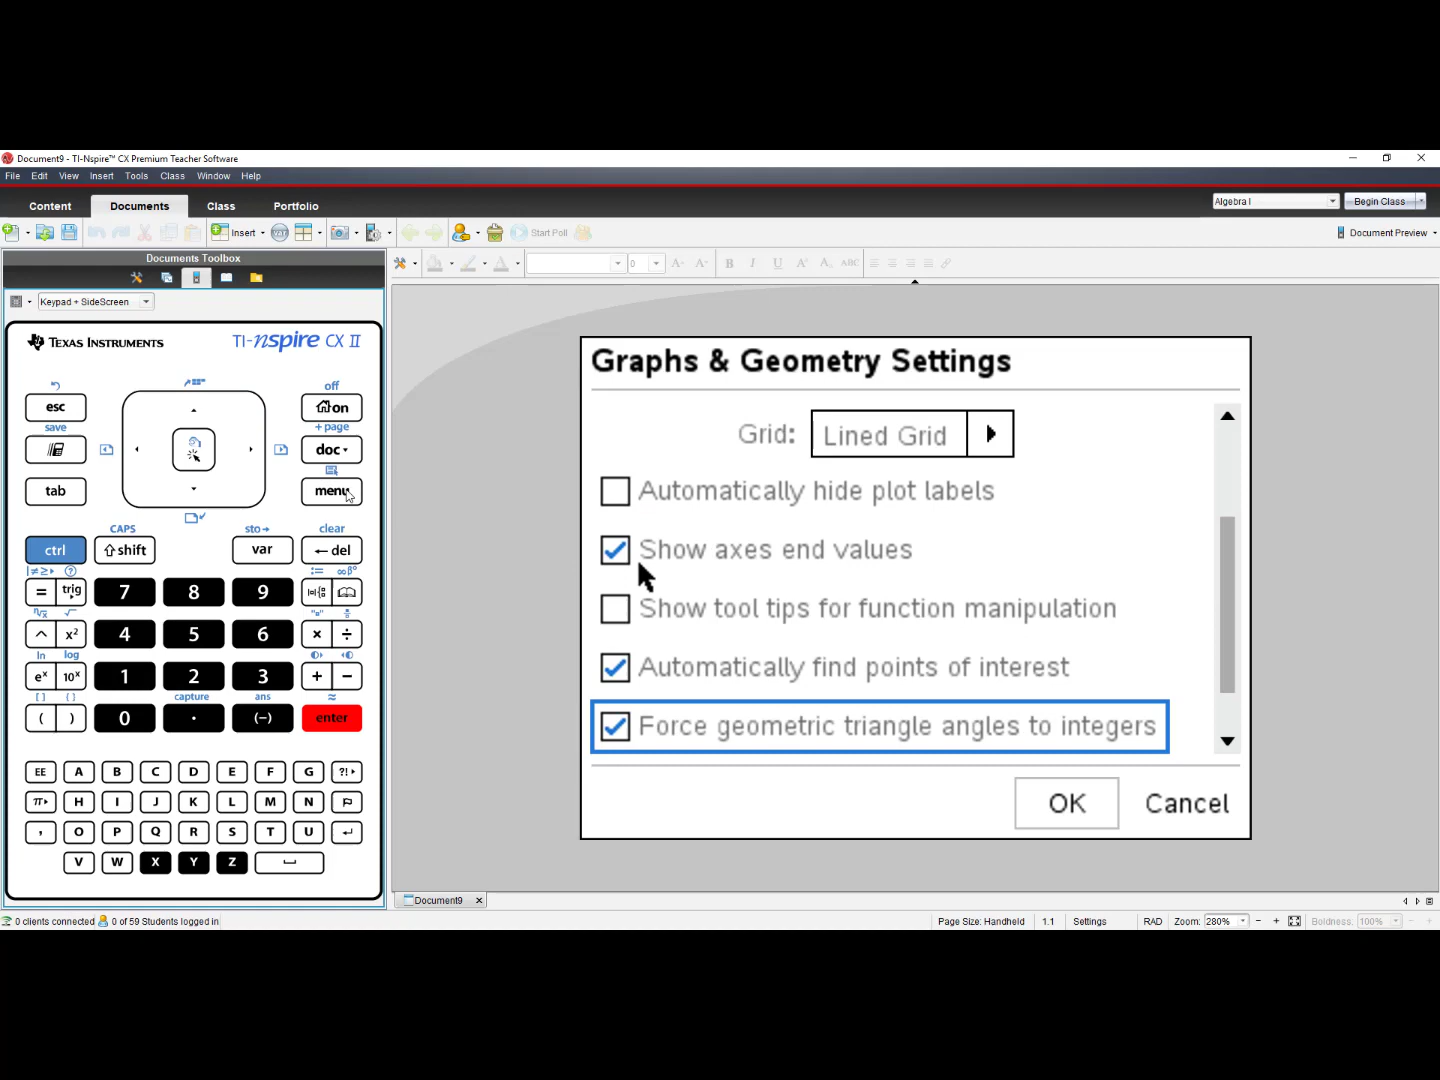 Document9 - TI-Nspire™ CX Premium Teacher Software
File Edit View Insert Tools Class Window Help
Content Documents Class Portfolio
Algebra I Begin Class
Insert Start Poll Document Preview
Documents Toolbox
0 A- A- B I U A A ABC
Keypad + SideScreen
TEXAS INSTRUMENTS TI-nspire CX II
off
esc on
save + page
doc
tab menu
CAPS sto→ clear
ctrl shift var ← del
|≠≥▸ ? := ∞β°
= trig 7 8 9
^ x² 4 5 6 × ÷
ln log
eˣ 10ˣ 1 2 3 + −
[ ] { } capture ans ≈
( ) 0 . (−) enter
EE A B C D E F G ?!▸
π▸ H I J K L M N
, O P Q R S T U
V W X Y Z
Graphs & Geometry Settings
Grid: Lined Grid
Automatically hide plot labels
Show axes end values
Show tool tips for function manipulation
Automatically find points of interest
Force geometric triangle angles to integers
OK Cancel
Document9
0 clients connected 0 of 59 Students logged in Page Size: Handheld 1.1 Settings RAD Zoom: 280% − + Boldness: 100% − +